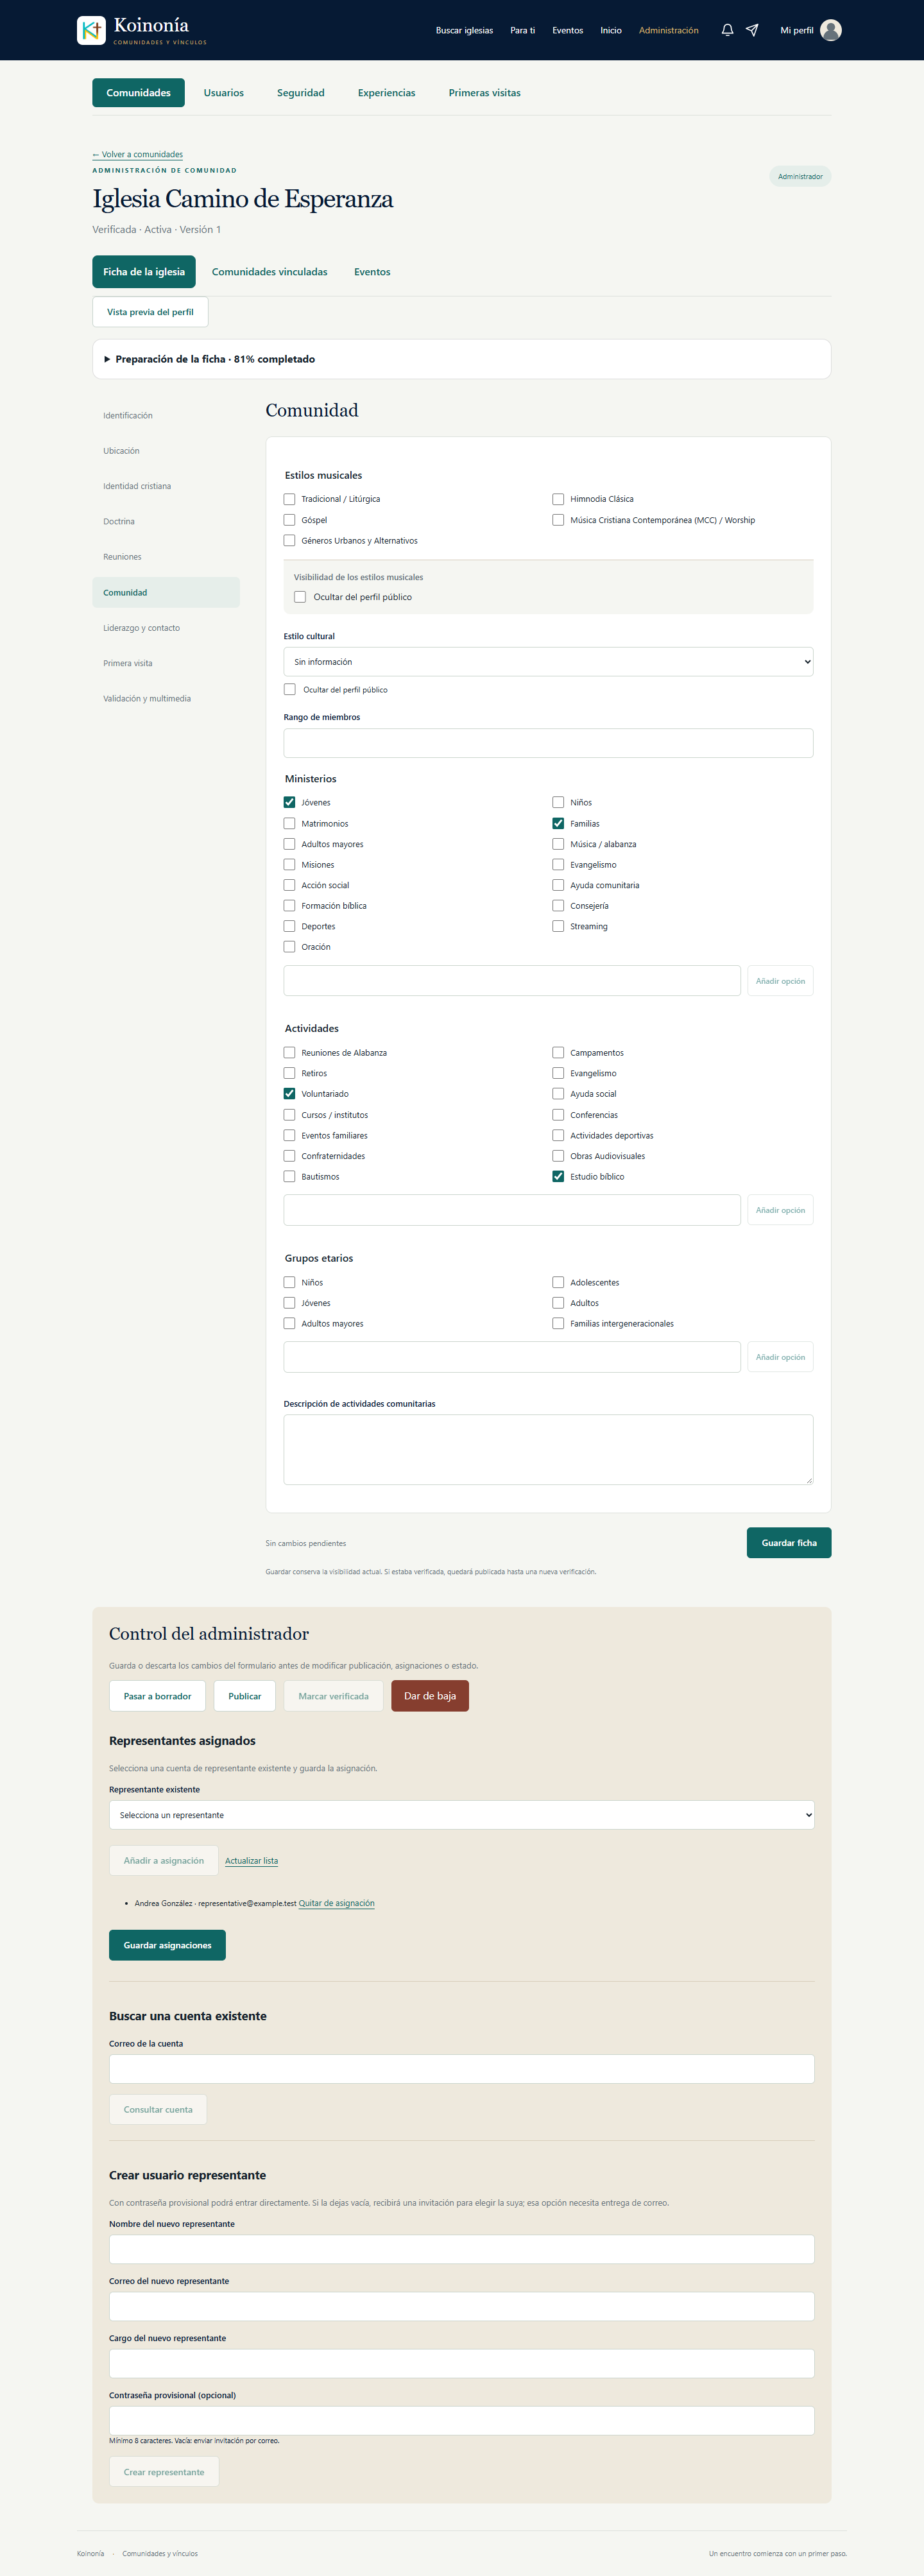 Koinonía
COMUNIDADES Y VÍNCULOS
Buscar iglesias
Para ti
Eventos
Inicio
Administración
Mi perfil
Comunidades
Usuarios
Seguridad
Experiencias
Primeras visitas
← Volver a comunidades
ADMINISTRACIÓN DE COMUNIDAD
Administrador
Iglesia Camino de Esperanza
Verificada · Activa · Versión 1
Ficha de la iglesia
Comunidades vinculadas
Eventos
Vista previa del perfil
Preparación de la ficha · 81% completado
Identificación
Ubicación
Identidad cristiana
Doctrina
Reuniones
Comunidad
Liderazgo y contacto
Primera visita
Validación y multimedia
Comunidad
Estilos musicales
Tradicional / Litúrgica
Himnodia Clásica
Góspel
Música Cristiana Contemporánea (MCC) / Worship
Géneros Urbanos y Alternativos
Visibilidad de los estilos musicales
Ocultar del perfil público
Estilo cultural
Sin información
Ocultar del perfil público
Rango de miembros
Ministerios
Jóvenes
Niños
Matrimonios
Familias
Adultos mayores
Música / alabanza
Misiones
Evangelismo
Acción social
Ayuda comunitaria
Formación bíblica
Consejería
Deportes
Streaming
Oración
Añadir opción
Actividades
Reuniones de Alabanza
Campamentos
Retiros
Evangelismo
Voluntariado
Ayuda social
Cursos / institutos
Conferencias
Eventos familiares
Actividades deportivas
Confraternidades
Obras Audiovisuales
Bautismos
Estudio bíblico
Añadir opción
Grupos etarios
Niños
Adolescentes
Jóvenes
Adultos
Adultos mayores
Familias intergeneracionales
Añadir opción
Descripción de actividades comunitarias
Sin cambios pendientes
Guardar ficha
Guardar conserva la visibilidad actual. Si estaba verificada, quedará publicada hasta una nueva verificación.
Control del administrador
Guarda o descarta los cambios del formulario antes de modificar publicación, asignaciones o estado.
Pasar a borrador
Publicar
Marcar verificada
Dar de baja
Representantes asignados
Selecciona una cuenta de representante existente y guarda la asignación.
Representante existente
Selecciona un representante
Añadir a asignación
Actualizar lista
• Andrea González · representative@example.test Quitar de asignación
Guardar asignaciones
Buscar una cuenta existente
Correo de la cuenta
Consultar cuenta
Crear usuario representante
Con contraseña provisional podrá entrar directamente. Si la dejas vacía, recibirá una invitación para elegir la suya; esa opción necesita entrega de correo.
Nombre del nuevo representante
Correo del nuevo representante
Cargo del nuevo representante
Contraseña provisional (opcional)
Mínimo 8 caracteres. Vacía: enviar invitación por correo.
Crear representante
Koinonía · Comunidades y vínculos
Un encuentro comienza con un primer paso.